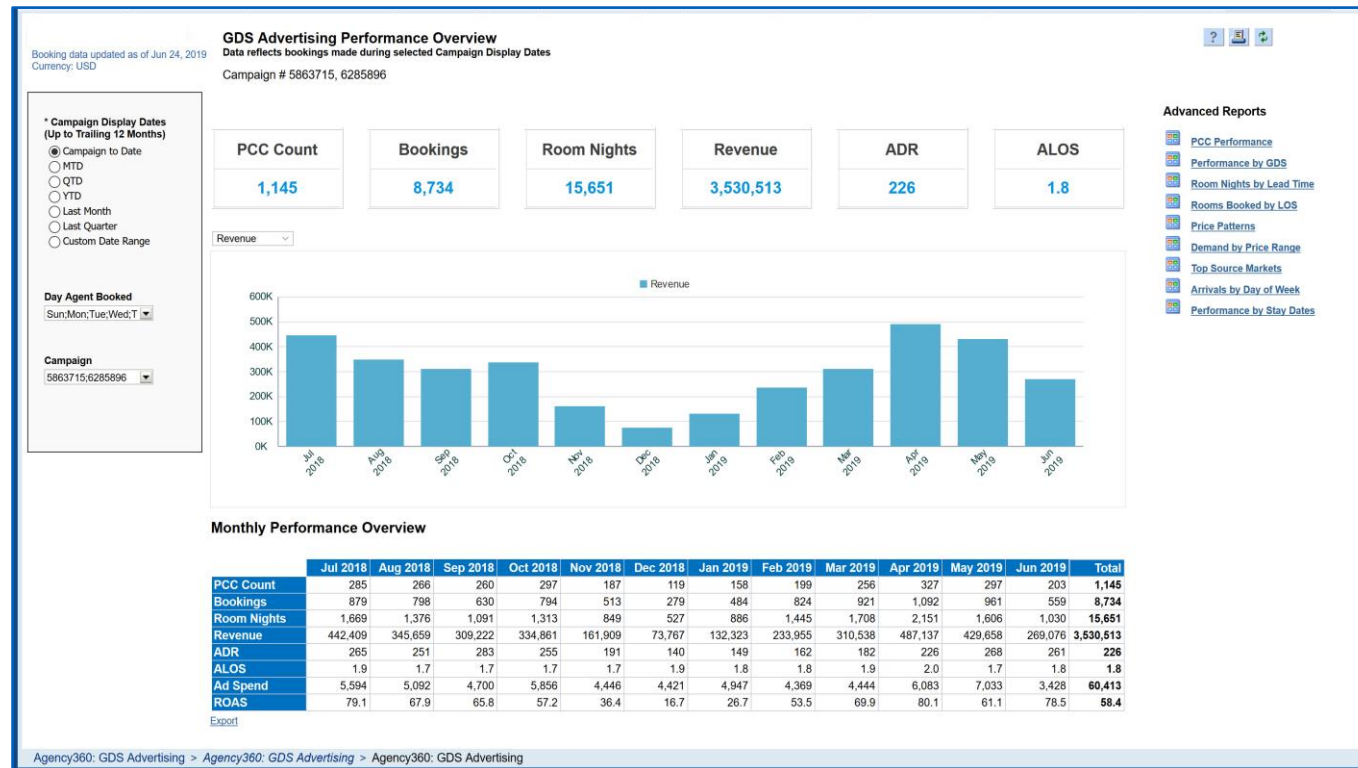 Booking data updated as of Jun 24, 2019
Currency: USD
GDS Advertising Performance Overview
Data reflects bookings made during selected Campaign Display Dates
Campaign # 5863715, 6285896
?
* Campaign Display Dates
(Up to Trailing 12 Months)
Campaign to Date
MTD
QTD
YTD
Last Month
Last Quarter
Custom Date Range
Day Agent Booked
Sun;Mon;Tue;Wed;T
Campaign
5863715;6285896
PCC Count Bookings Room Nights Revenue ADR ALOS
1,145 8,734 15,651 3,530,513 226 1.8
Revenue
Revenue
600K
500K
400K
300K
200K
100K
0K
Jul 2018 Aug 2018 Sep 2018 Oct 2018 Nov 2018 Dec 2018 Jan 2019 Feb 2019 Mar 2019 Apr 2019 May 2019 Jun 2019
Advanced Reports
PCC Performance
Performance by GDS
Room Nights by Lead Time
Rooms Booked by LOS
Price Patterns
Demand by Price Range
Top Source Markets
Arrivals by Day of Week
Performance by Stay Dates
Monthly Performance Overview
Jul 2018 Aug 2018 Sep 2018 Oct 2018 Nov 2018 Dec 2018 Jan 2019 Feb 2019 Mar 2019 Apr 2019 May 2019 Jun 2019 Total
PCC Count 285 266 260 297 187 119 158 199 256 327 297 203 1,145
Bookings 879 798 630 794 513 279 484 824 921 1,092 961 559 8,734
Room Nights 1,669 1,376 1,091 1,313 849 527 886 1,445 1,708 2,151 1,606 1,030 15,651
Revenue 442,409 345,659 309,222 334,861 161,909 73,767 132,323 233,955 310,538 487,137 429,658 269,076 3,530,513
ADR 265 251 283 255 191 140 149 162 182 226 268 261 226
ALOS 1.9 1.7 1.7 1.7 1.7 1.9 1.8 1.8 1.9 2.0 1.7 1.8 1.8
Ad Spend 5,594 5,092 4,700 5,856 4,446 4,421 4,947 4,369 4,444 6,083 7,033 3,428 60,413
ROAS 79.1 67.9 65.8 57.2 36.4 16.7 26.7 53.5 69.9 80.1 61.1 78.5 58.4
Export
Agency360: GDS Advertising > Agency360: GDS Advertising > Agency360: GDS Advertising